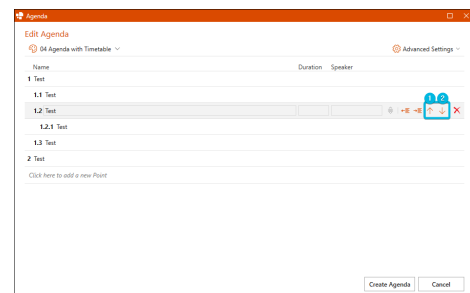 Agenda
Edit Agenda
04 Agenda with Timetable
Advanced Settings
Name Duration Speaker
1 Test
1.1 Test
1 2
1.2 Test
1.2.1 Test
1.3 Test
2 Test
Click here to add a new Point
Create Agenda Cancel